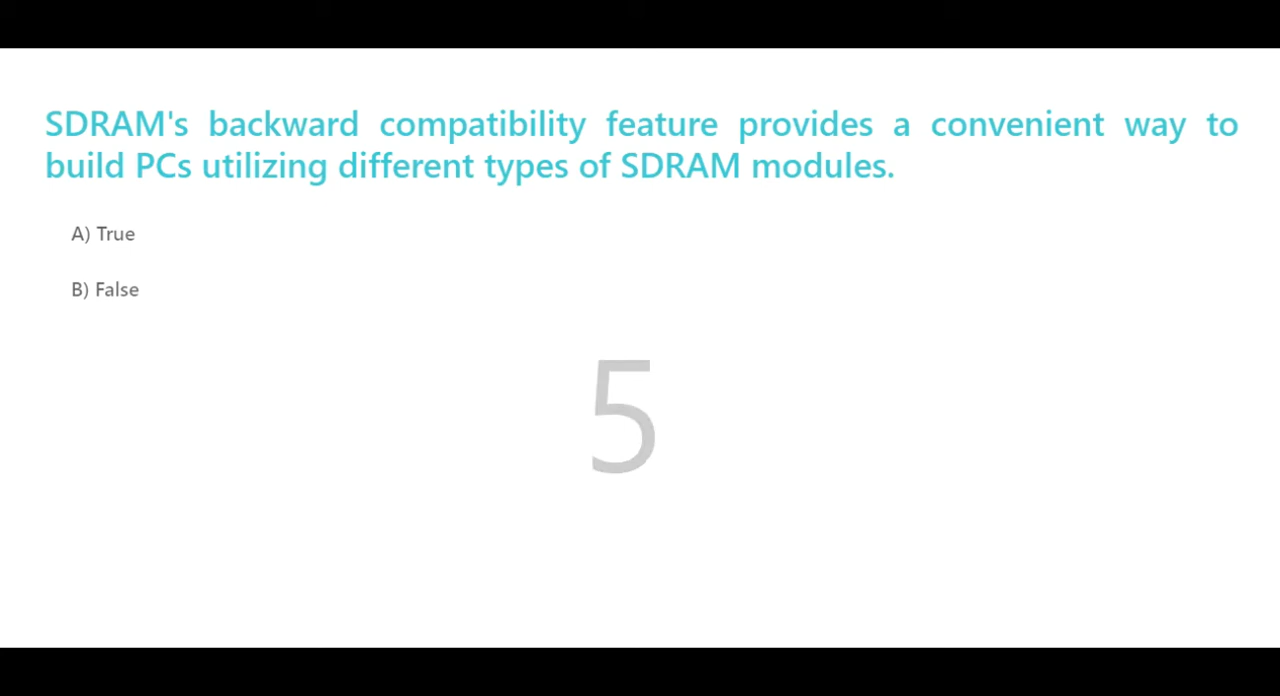 SDRAM's backward compatibility feature provides a convenient way to
build PCs utilizing different types of SDRAM modules.
A) True
B) False
5